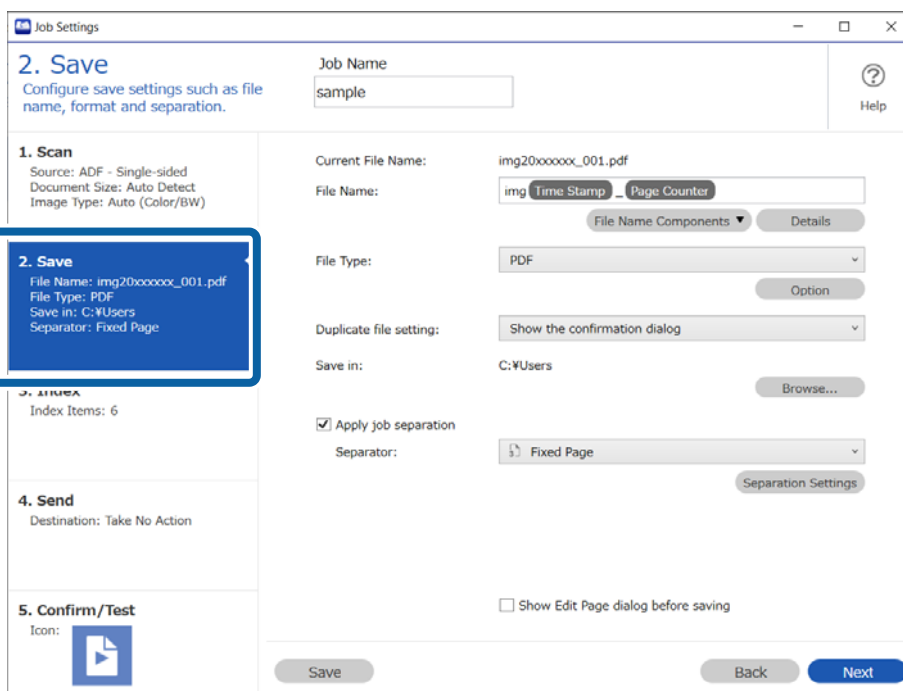 Job Settings
2. Save
Configure save settings such as file
name, format and separation.
Job Name
sample
Help
1. Scan
Source: ADF - Single-sided
Document Size: Auto Detect
Image Type: Auto (Color/BW)
2. Save
File Name: img20xxxxxx_001.pdf
File Type: PDF
Save in: C:¥Users
Separator: Fixed Page
3. Index
Index Items: 6
4. Send
Destination: Take No Action
5. Confirm/Test
Icon:
Current File Name: img20xxxxxx_001.pdf
File Name: img Time Stamp _ Page Counter
File Name Components ▼ Details
File Type: PDF
Option
Duplicate file setting: Show the confirmation dialog
Save in: C:¥Users
Browse...
Apply job separation
Separator: Fixed Page
Separation Settings
Show Edit Page dialog before saving
Save Back Next